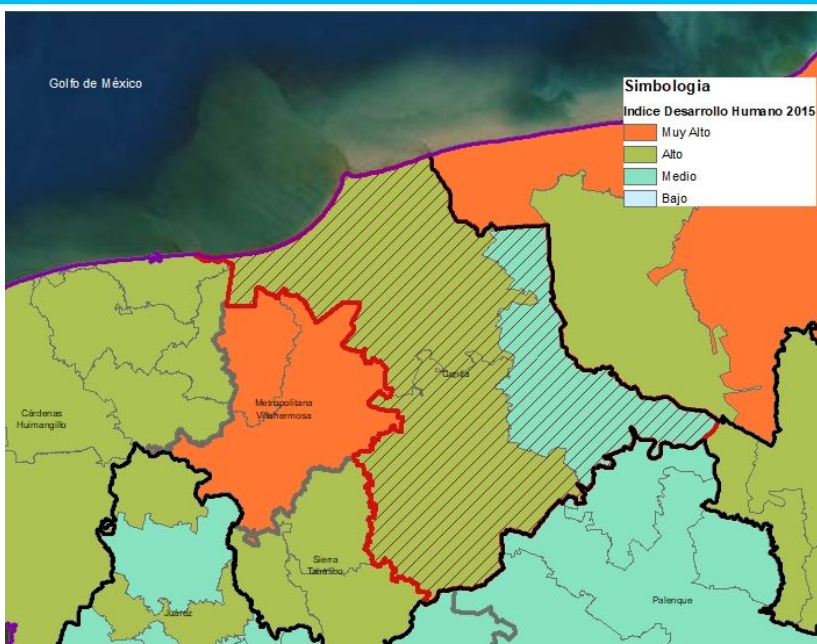 Golfo de México
Simbologia
Indice Desarrollo Humano 2015
Muy Alto
Alto
Medio
Bajo
Centla
Metropolitana
Villahermosa
Cárdenas
Huimangillo
Sierra
Tabasco
Juárez
Palenque